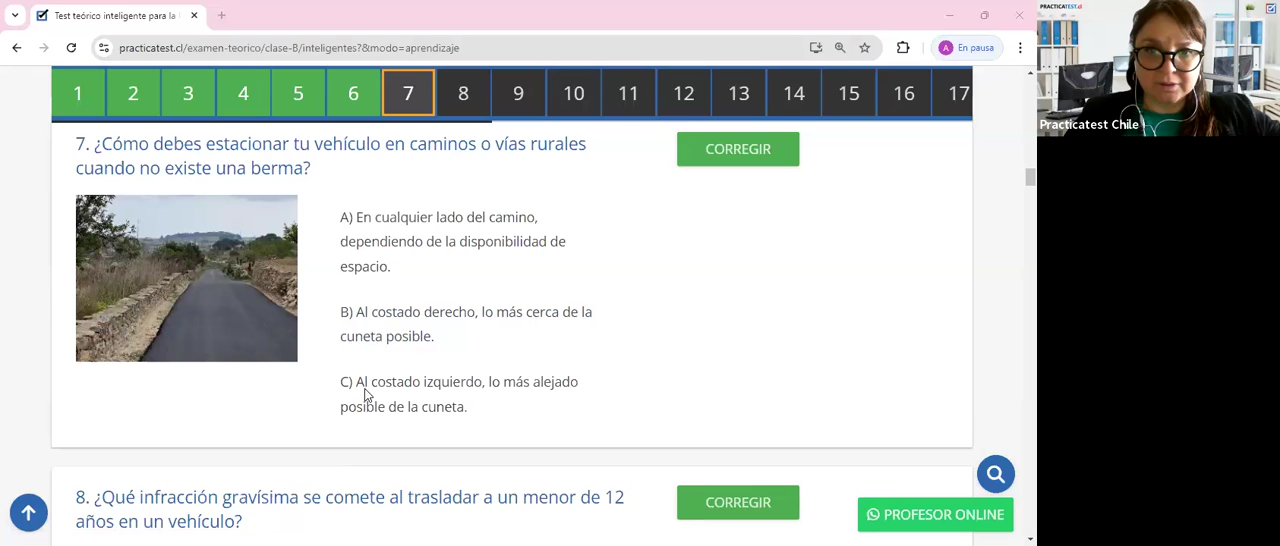 Test teórico inteligente para la
practicatest.cl/examen-teorico/clase-B/inteligentes?&modo=aprendizaje
A
En pausa
PRACTICATEST.cl
Practicatest Chile
1 2 3 4 5 6 7 8 9 10 11 12 13 14 15 16 17
7. ¿Cómo debes estacionar tu vehículo en caminos o vías rurales
cuando no existe una berma?
CORREGIR
A) En cualquier lado del camino,
dependiendo de la disponibilidad de
espacio.
B) Al costado derecho, lo más cerca de la
cuneta posible.
C) Al costado izquierdo, lo más alejado
posible de la cuneta.
8. ¿Qué infracción gravísima se comete al trasladar a un menor de 12
años en un vehículo?
CORREGIR
PROFESOR ONLINE